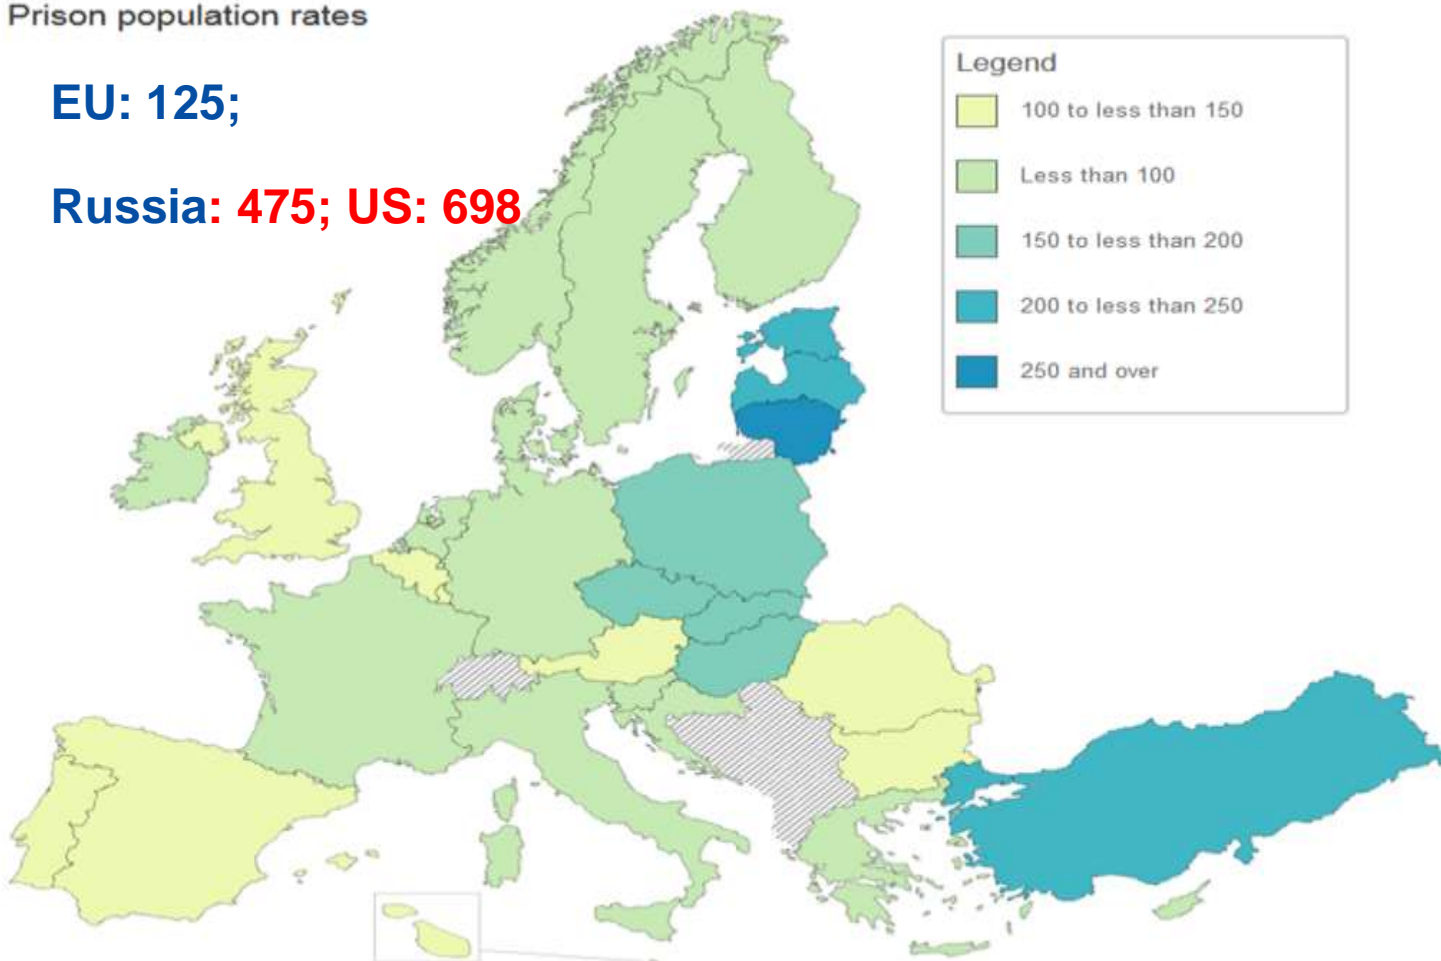 Prison population rates
EU: 125;
Russia: 475; US: 698
Legend
100 to less than 150
Less than 100
150 to less than 200
200 to less than 250
250 and over